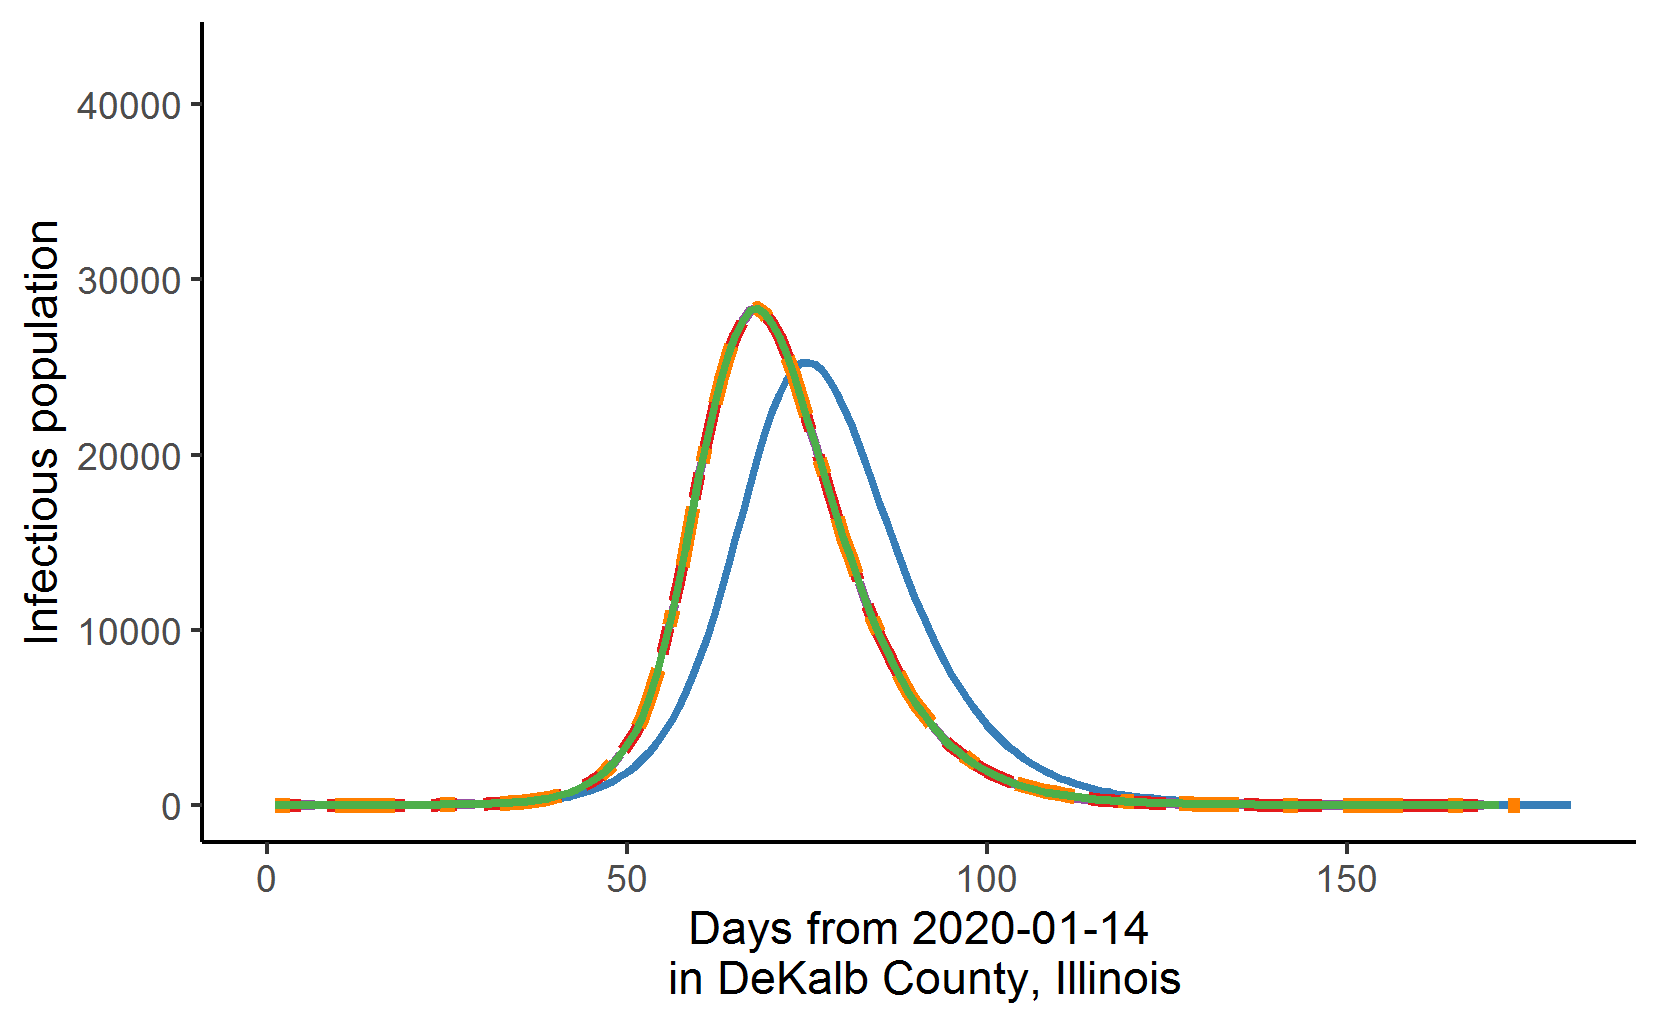 Infectious population
40000
30000
20000
10000
0
0 50 100 150
Days from 2020-01-14
in DeKalb County, Illinois